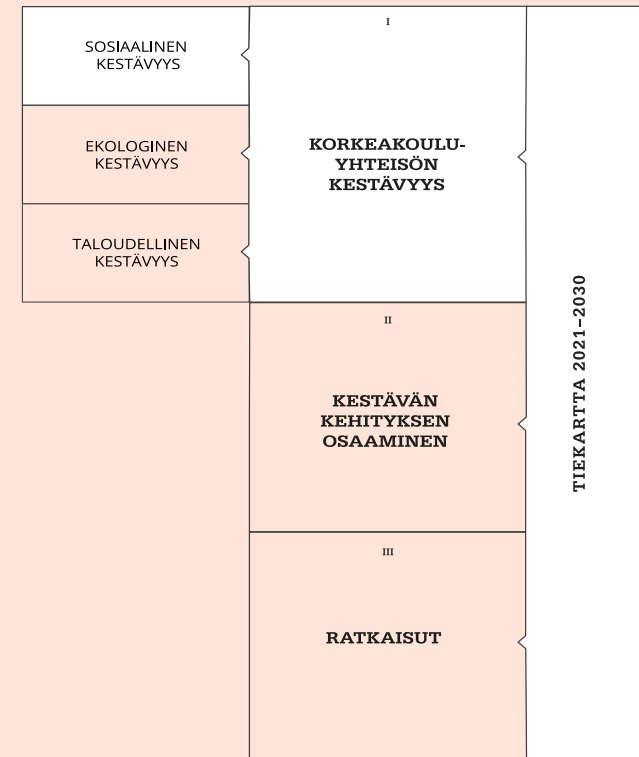 SOSIAALINEN
KESTÄVYYS
EKOLOGINEN
KESTÄVYYS
TALOUDELLINEN
KESTÄVYYS
I
KORKEAKOULU-
YHTEISÖN
KESTÄVYYS
II
KESTÄVÄN
KEHITYKSEN
OSAAMINEN
III
RATKAISUT
TIEKARTTA 2021–2030